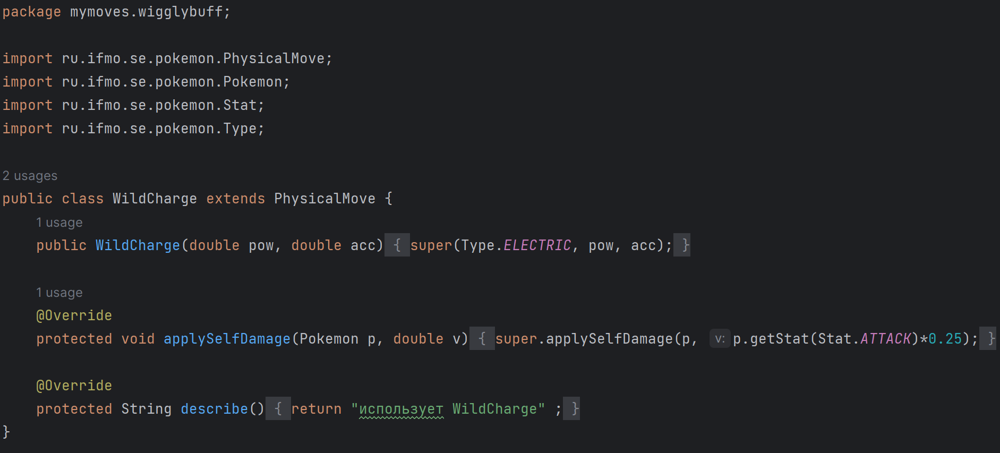 package mymoves.wigglybuff;
import ru.ifmo.se.pokemon.PhysicalMove;
import ru.ifmo.se.pokemon.Pokemon;
import ru.ifmo.se.pokemon.Stat;
import ru.ifmo.se.pokemon.Type;
2 usages
public class WildCharge extends PhysicalMove {
1 usage
public WildCharge(double pow, double acc) { super(Type.ELECTRIC, pow, acc); }
1 usage
@Override
protected void applySelfDamage(Pokemon p, double v) { super.applySelfDamage(p, v: p.getStat(Stat.ATTACK)*0.25); }
@Override
protected String describe() { return "использует WildCharge" ; }
}